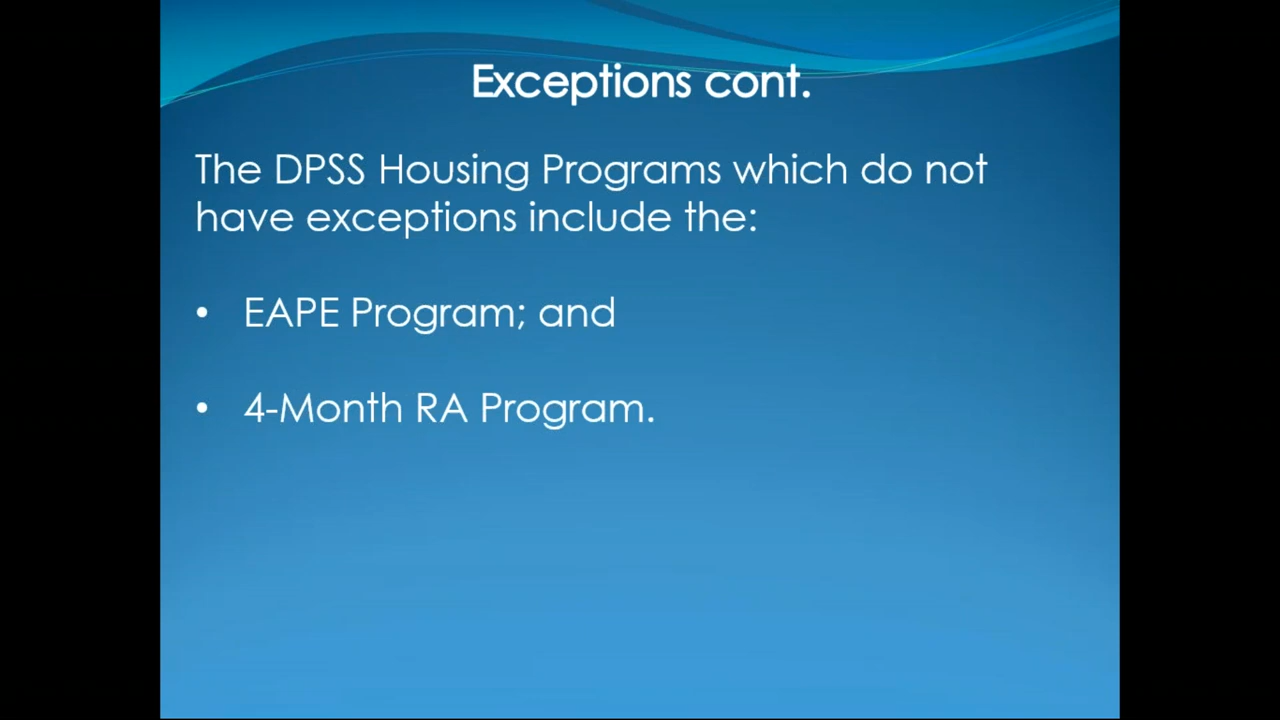 Exceptions cont.
The DPSS Housing Programs which do not
have exceptions include the:
• EAPE Program; and
• 4-Month RA Program.